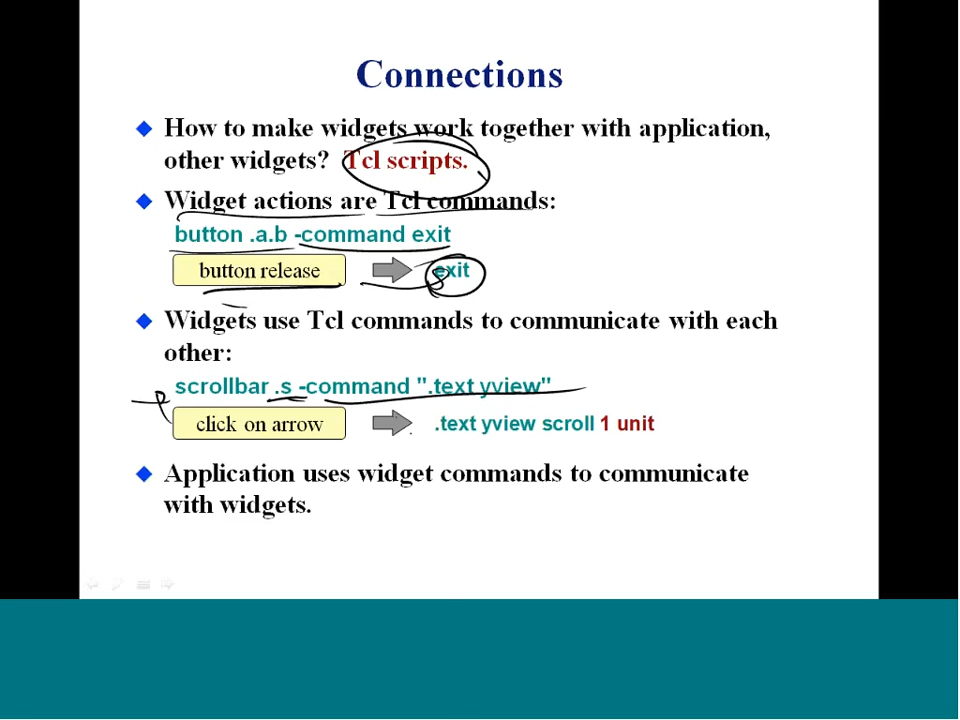 Connections
How to make widgets work together with application,
other widgets? Tcl scripts.
Widget actions are Tcl commands:
button .a.b -command exit
button release exit
Widgets use Tcl commands to communicate with each
other:
scrollbar .s -command ".text yview"
click on arrow .text yview scroll 1 unit
Application uses widget commands to communicate
with widgets.